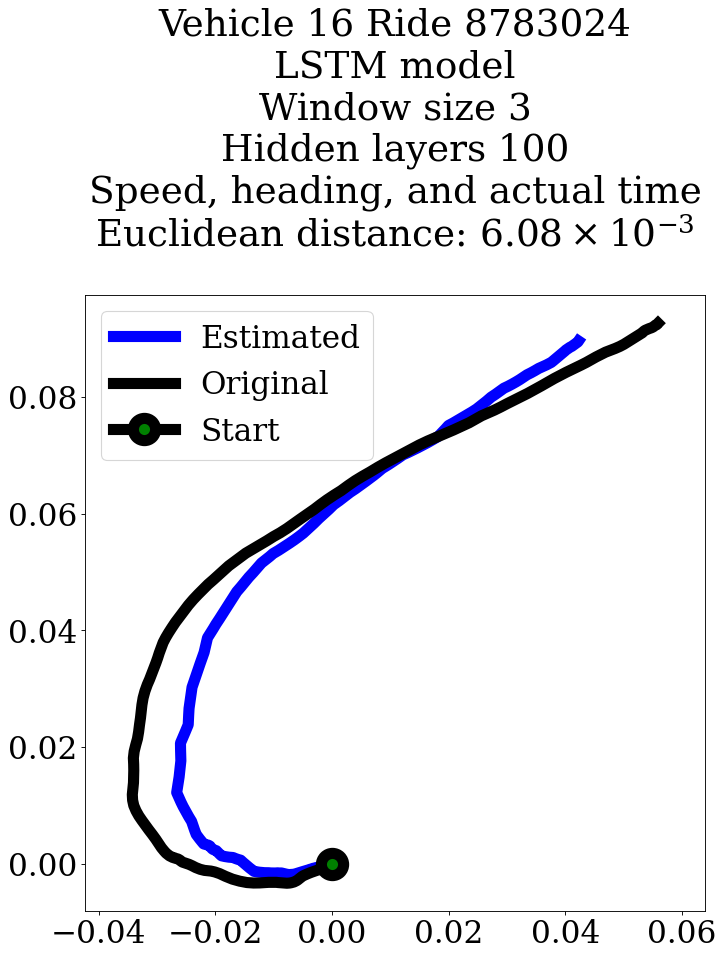 Vehicle 16 Ride 8783024
LSTM model
Window size 3
Hidden layers 100
Speed, heading, and actual time
Euclidean distance: 6.08 × 10⁻³
Estimated
Original
Start
0.08
0.06
0.04
0.02
0.00
−0.04 −0.02 0.00 0.02 0.04 0.06